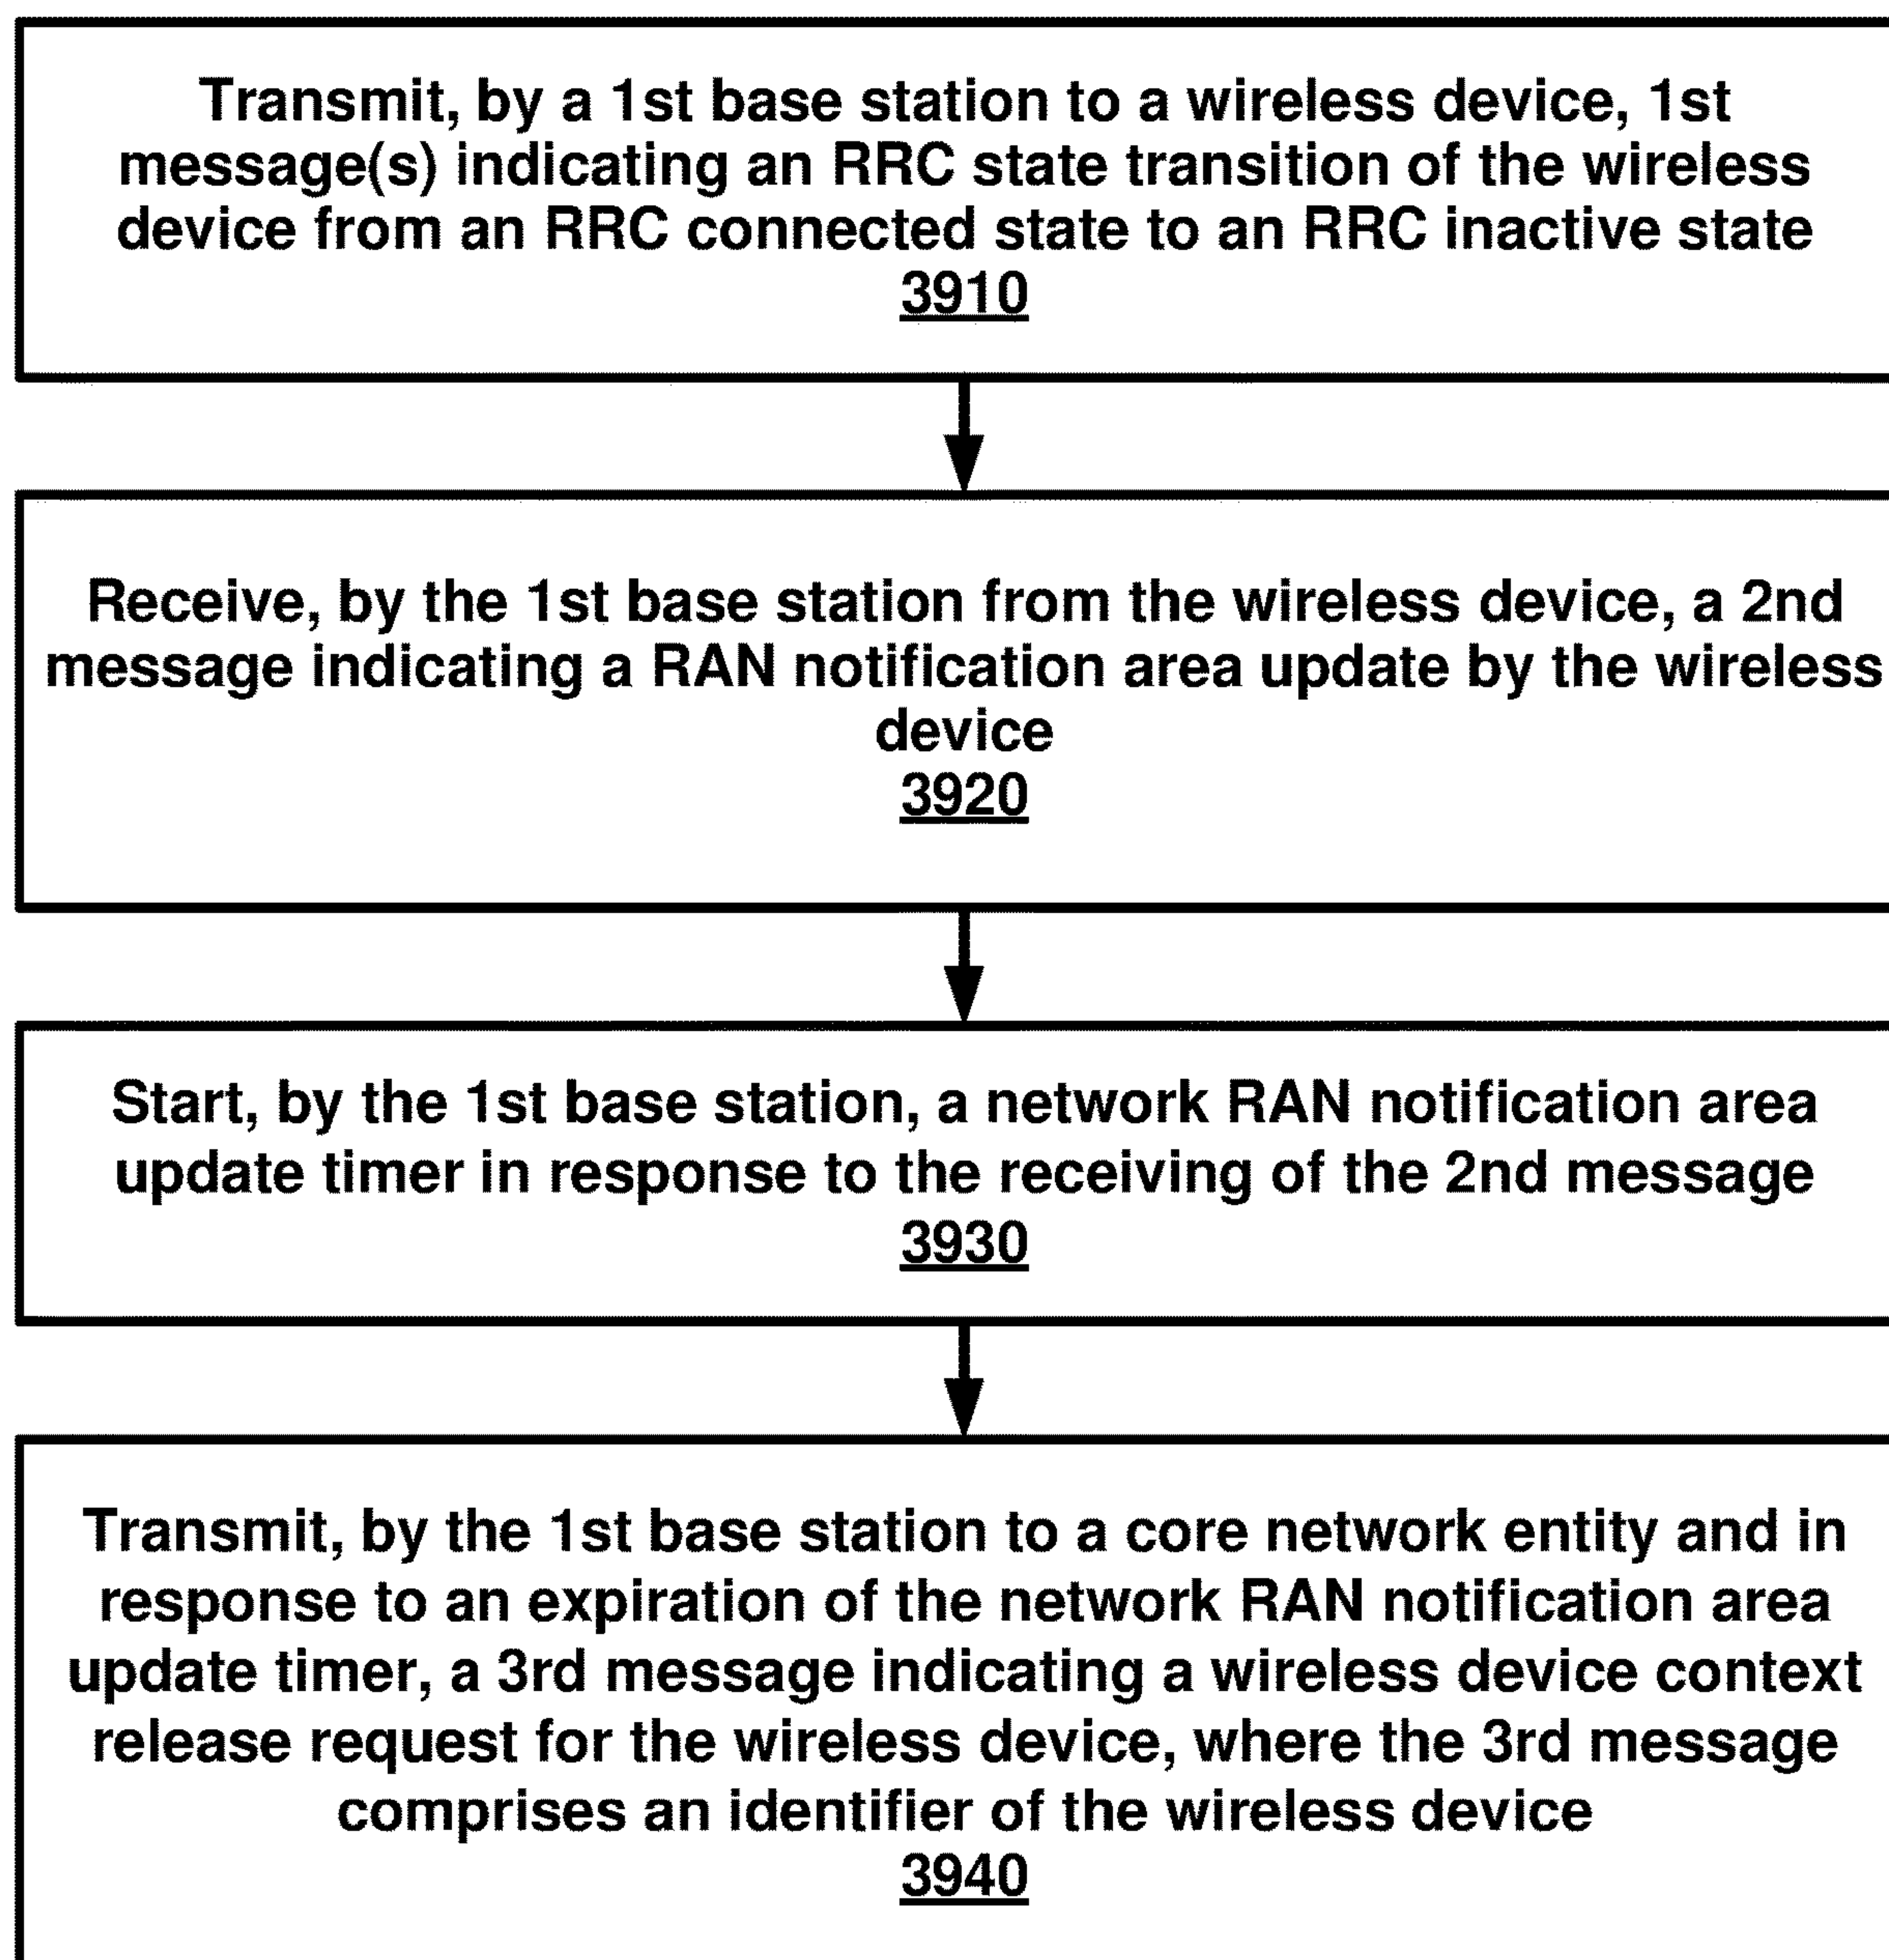 Transmit, by a 1st base station to a wireless device, 1st
message(s) indicating an RRC state transition of the wireless
device from an RRC connected state to an RRC inactive state
3910
Receive, by the 1st base station from the wireless device, a 2nd
message indicating a RAN notification area update by the wireless
device
3920
Start, by the 1st base station, a network RAN notification area
update timer in response to the receiving of the 2nd message
3930
Transmit, by the 1st base station to a core network entity and in
response to an expiration of the network RAN notification area
update timer, a 3rd message indicating a wireless device context
release request for the wireless device, where the 3rd message
comprises an identifier of the wireless device
3940